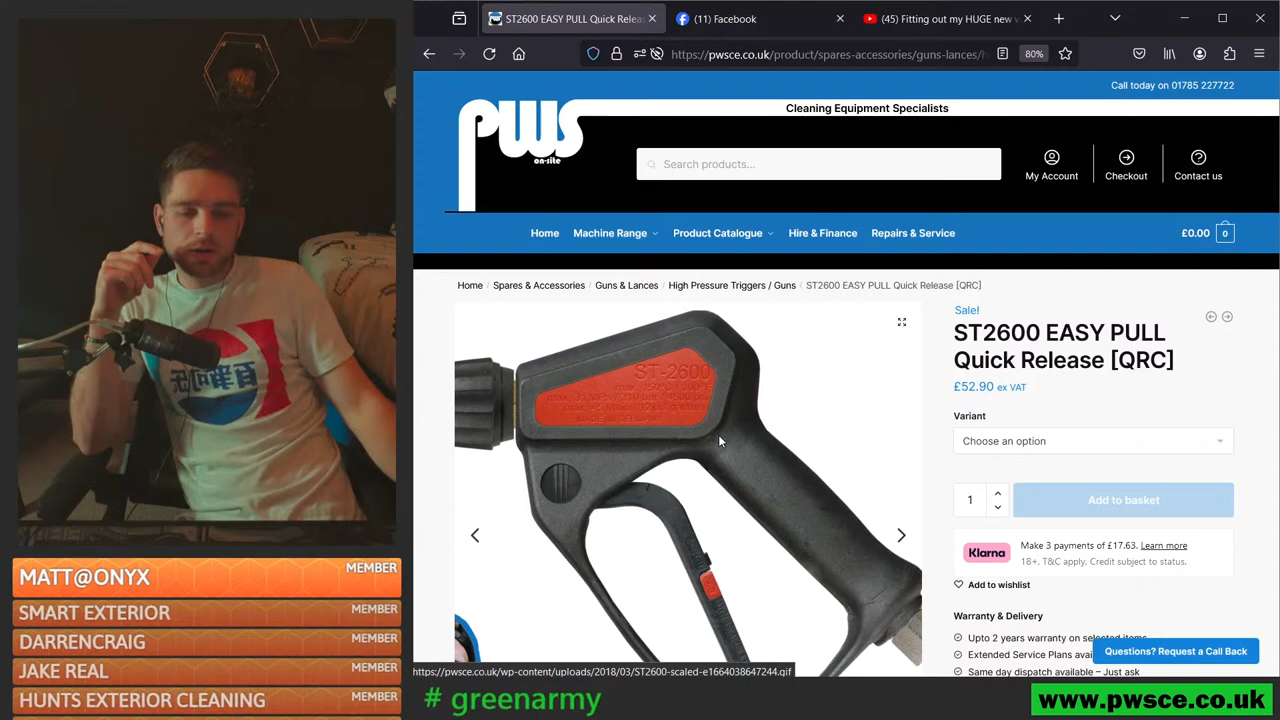 ST2600 EASY PULL Quick Relea
(11) Facebook
(45) Fitting out my HUGE new
https://pwsce.co.uk/product/spares-accessories/guns-lances/h
80%
Call today on 01785 227722
Cleaning Equipment Specialists
pws
on-site
Search products...
My Account
Checkout
Contact us
Home
Machine Range
Product Catalogue
Hire & Finance
Repairs & Service
£0.00
0
Home / Spares & Accessories / Guns & Lances / High Pressure Triggers / Guns / ST2600 EASY PULL Quick Release [QRC]
Sale!
ST2600 EASY PULL
Quick Release [QRC]
£52.90 ex VAT
Variant
Choose an option
1
Add to basket
Klarna
Make 3 payments of £17.63. Learn more
18+, T&C apply. Credit subject to status.
Add to wishlist
Warranty & Delivery
Upto 2 years warranty on selected items
Extended Service Plans avai
Same day dispatch available – Just ask
Questions? Request a Call Back
ST-2600
MADE IN GERMANY
https://pwsce.co.uk/wp-content/uploads/2018/03/ST2600-scaled-e1664038647244.gif
MATT@ONYX
MEMBER
SMART EXTERIOR
MEMBER
DARRENCRAIG
MEMBER
JAKE REAL
MEMBER
HUNTS EXTERIOR CLEANING
MEMBER
# greenarmy
www.pwsce.co.uk